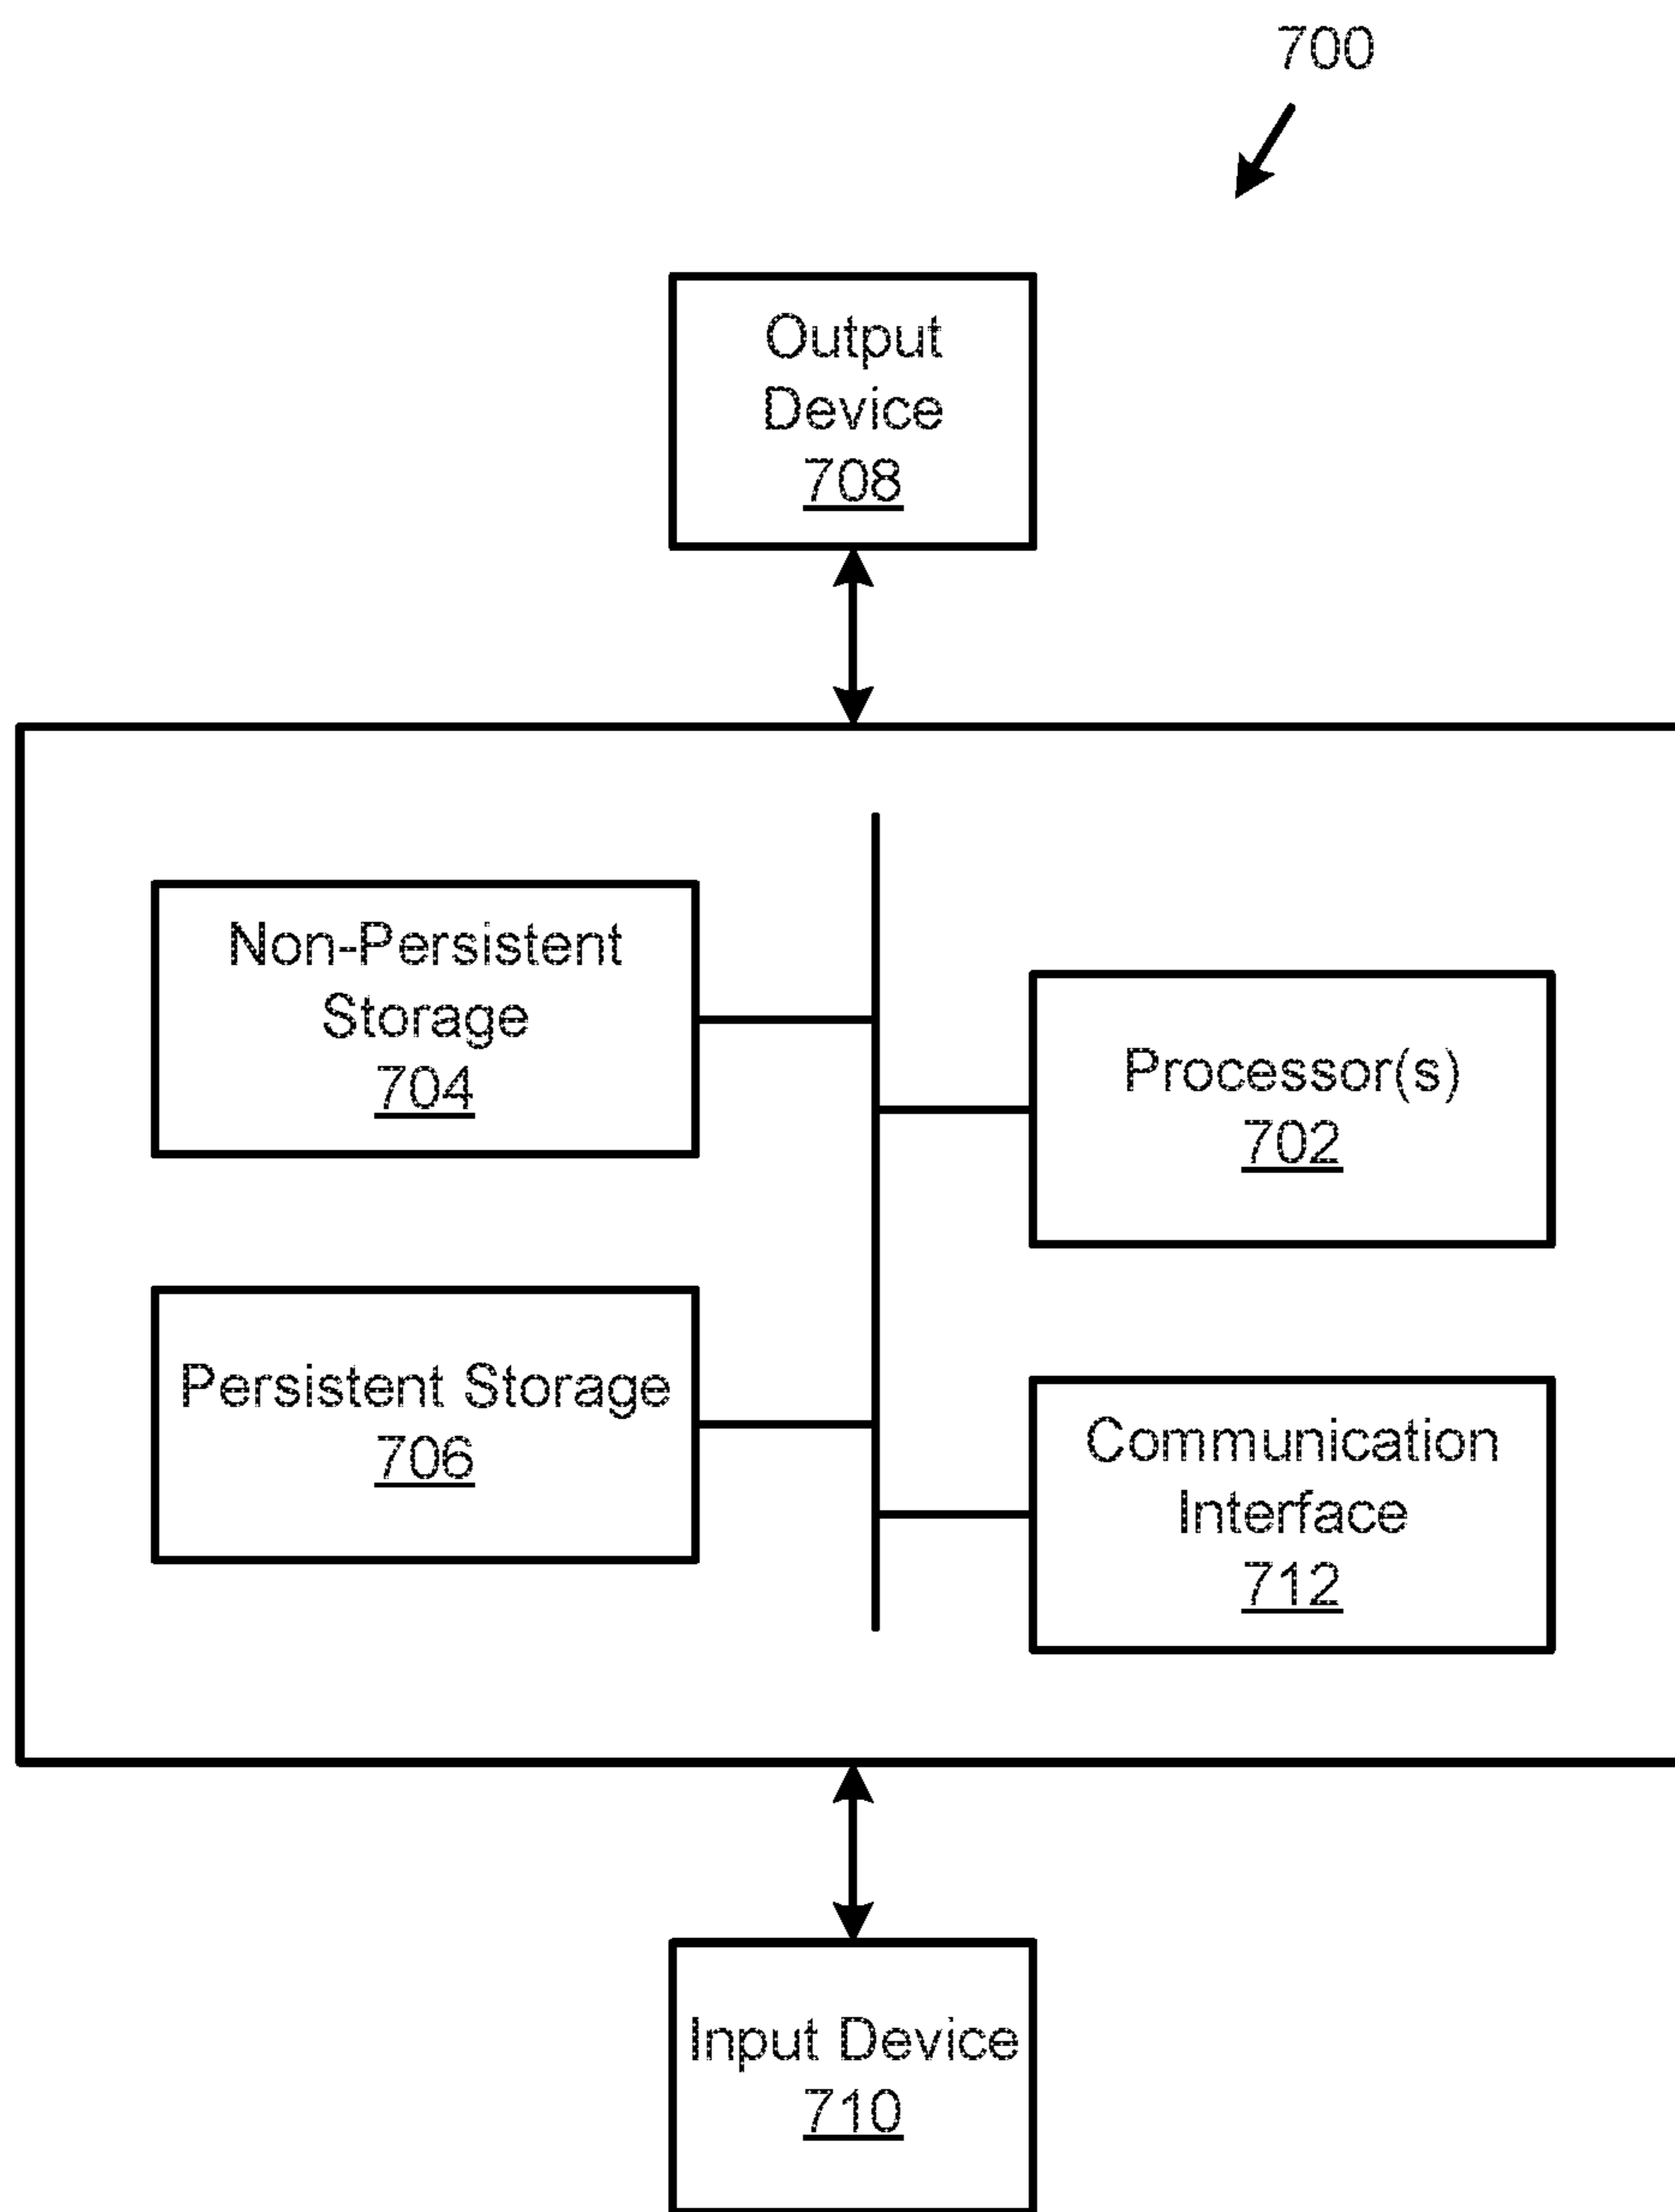 700
Output
Device
708
Non-Persistent
Storage
704
Processor(s)
702
Persistent Storage
706
Communication
Interface
712
Input Device
710